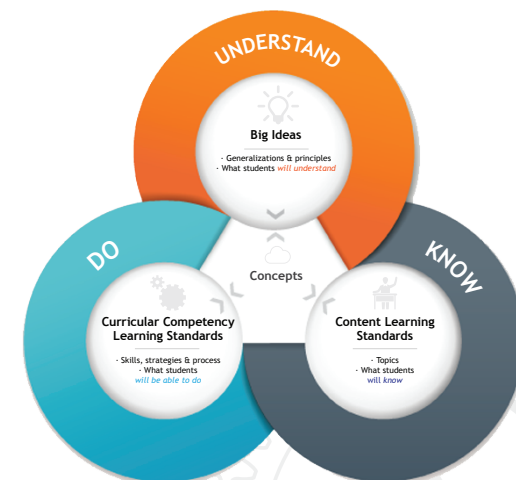 UNDERSTAND
Big Ideas
· Generalizations & principles
· What students will understand
Concepts
DO
Curricular Competency
Learning Standards
· Skills, strategies & process
· What students
will be able to do
KNOW
Content Learning
Standards
· Topics
· What students
will know